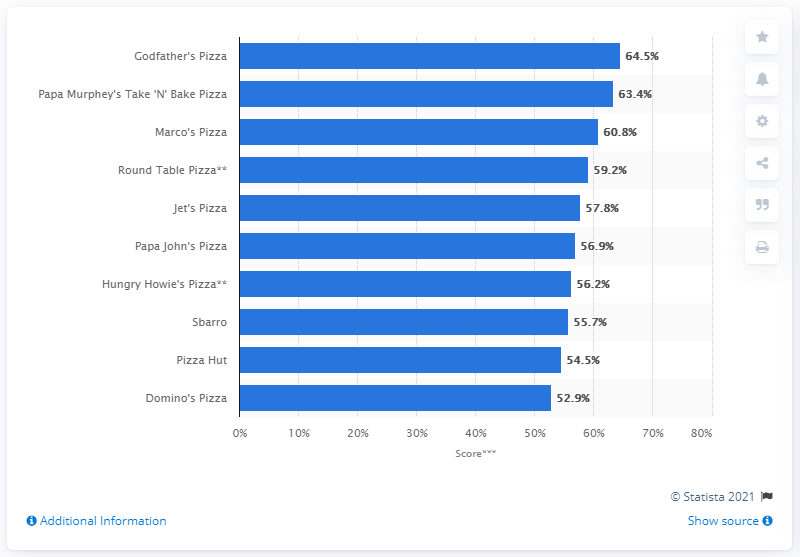 Godfather's Pizza 64.5%
Papa Murphey's Take 'N' Bake Pizza 63.4%
Marco's Pizza 60.8%
Round Table Pizza** 59.2%
Jet's Pizza 57.8%
Papa John's Pizza 56.9%
Hungry Howie's Pizza** 56.2%
Sbarro 55.7%
Pizza Hut 54.5%
Domino's Pizza 52.9%
0% 10% 20% 30% 40% 50% 60% 70% 80%
Score***
© Statista 2021
Additional Information Show source